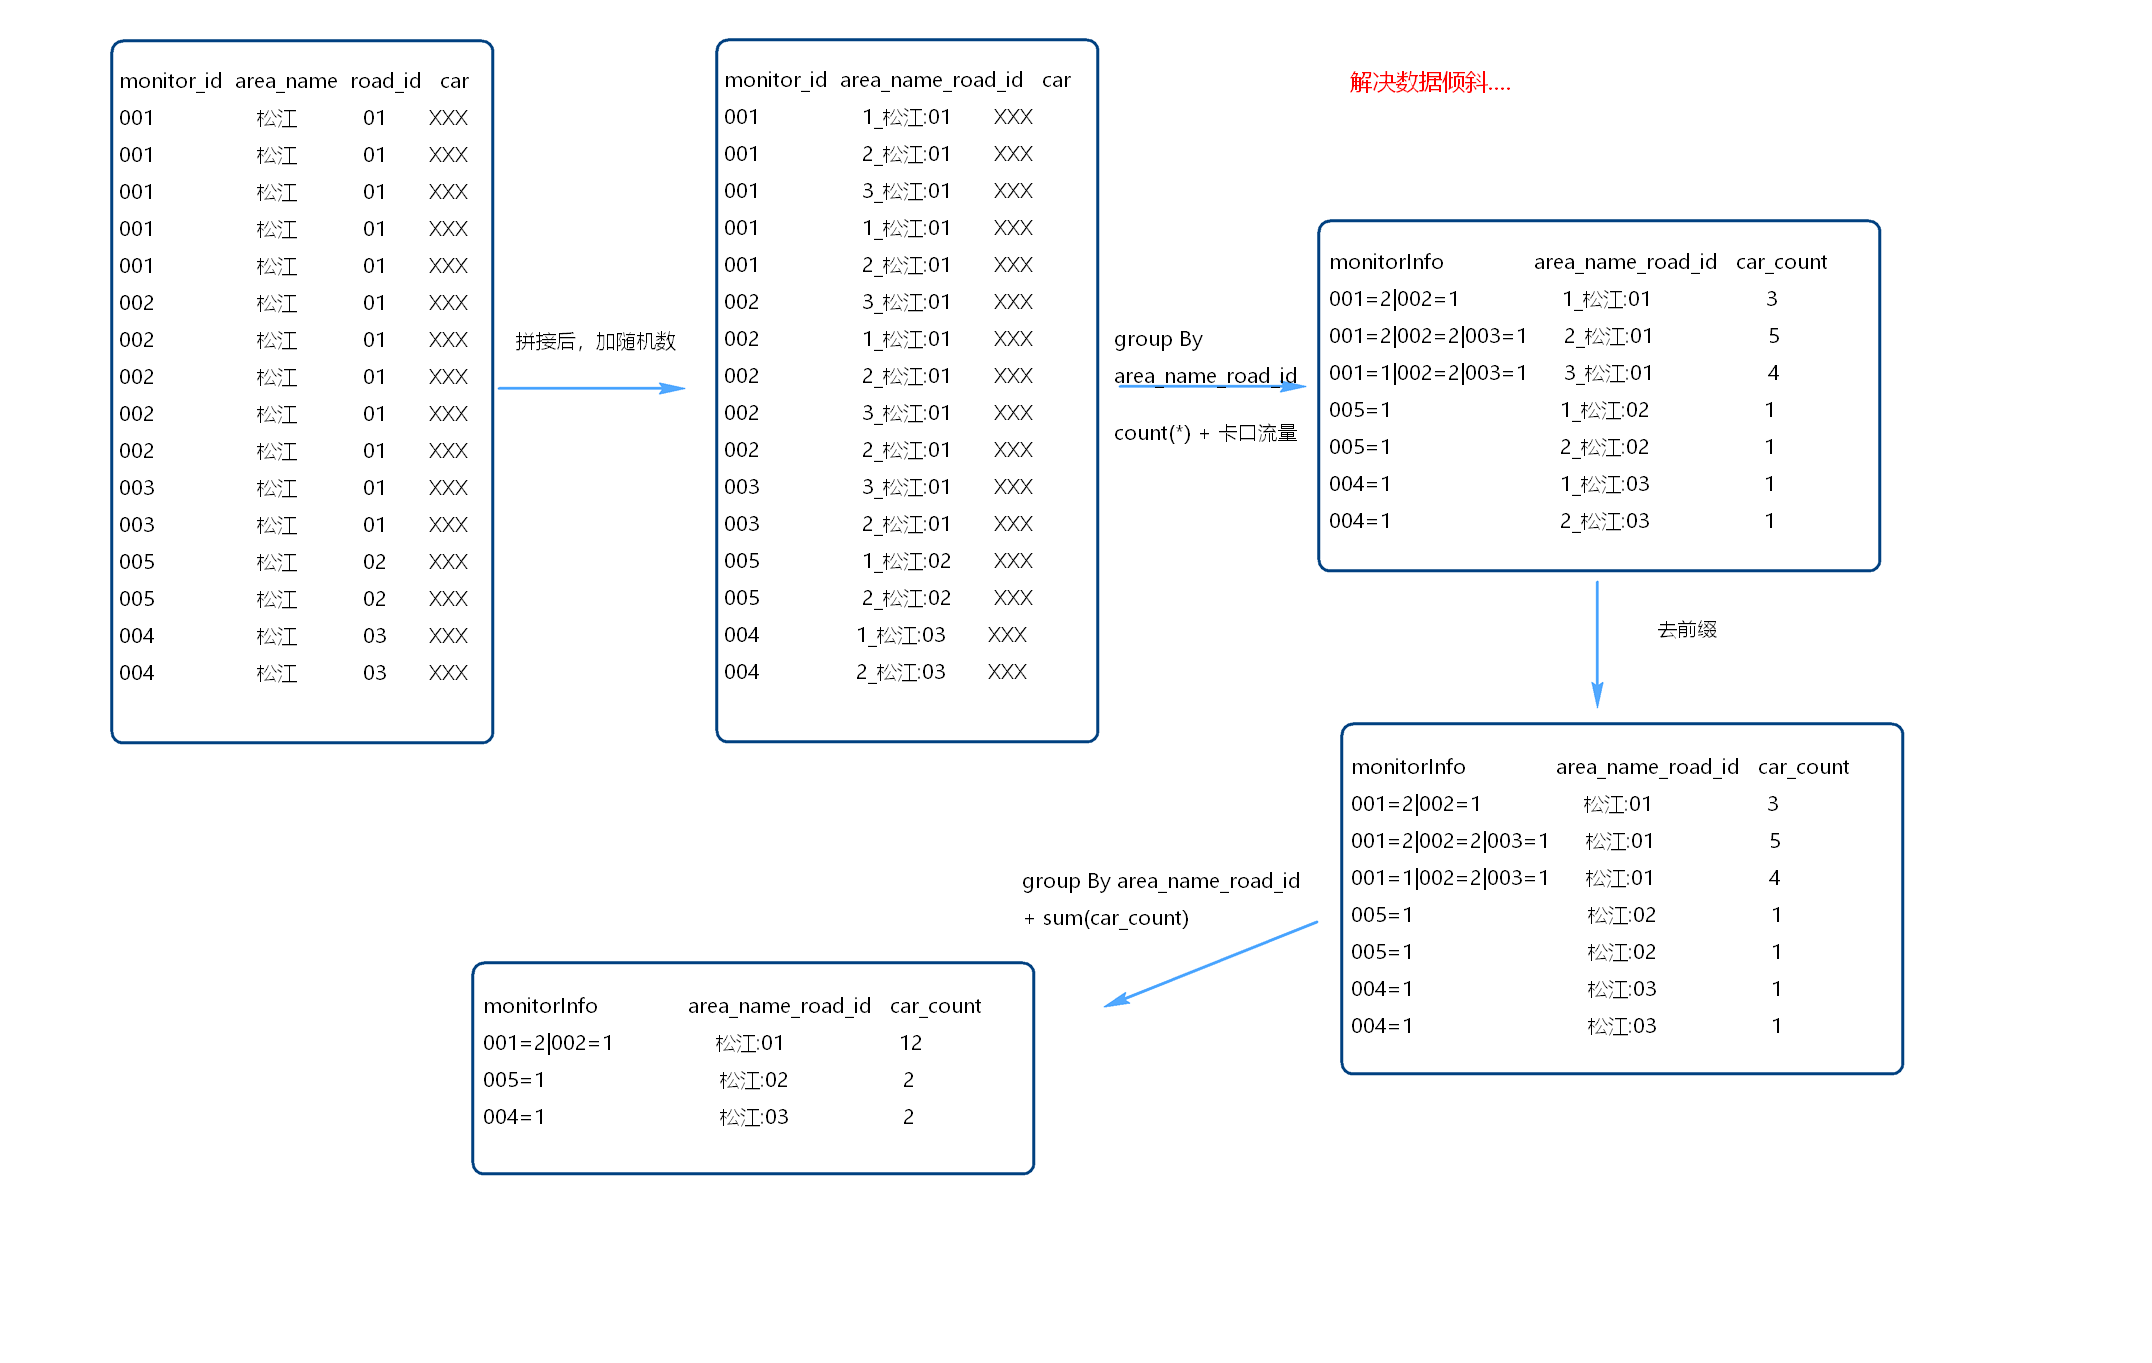 monitor_id area_name road_id car
001 松江 01 XXX
001 松江 01 XXX
001 松江 01 XXX
001 松江 01 XXX
001 松江 01 XXX
002 松江 01 XXX
002 松江 01 XXX
002 松江 01 XXX
002 松江 01 XXX
002 松江 01 XXX
003 松江 01 XXX
003 松江 01 XXX
005 松江 02 XXX
005 松江 02 XXX
004 松江 03 XXX
004 松江 03 XXX
拼接后，加随机数
monitor_id area_name_road_id car
001 1_松江:01 XXX
001 2_松江:01 XXX
001 3_松江:01 XXX
001 1_松江:01 XXX
001 2_松江:01 XXX
002 3_松江:01 XXX
002 1_松江:01 XXX
002 2_松江:01 XXX
002 3_松江:01 XXX
002 2_松江:01 XXX
003 3_松江:01 XXX
003 2_松江:01 XXX
005 1_松江:02 XXX
005 2_松江:02 XXX
004 1_松江:03 XXX
004 2_松江:03 XXX
解决数据倾斜....
group By
area_name_road_id
count(*) + 卡口流量
monitorInfo area_name_road_id car_count
001=2|002=1 1_松江:01 3
001=2|002=2|003=1 2_松江:01 5
001=1|002=2|003=1 3_松江:01 4
005=1 1_松江:02 1
005=1 2_松江:02 1
004=1 1_松江:03 1
004=1 2_松江:03 1
去前缀
monitorInfo area_name_road_id car_count
001=2|002=1 松江:01 3
001=2|002=2|003=1 松江:01 5
001=1|002=2|003=1 松江:01 4
005=1 松江:02 1
005=1 松江:02 1
004=1 松江:03 1
004=1 松江:03 1
group By area_name_road_id
+ sum(car_count)
monitorInfo area_name_road_id car_count
001=2|002=1 松江:01 12
005=1 松江:02 2
004=1 松江:03 2